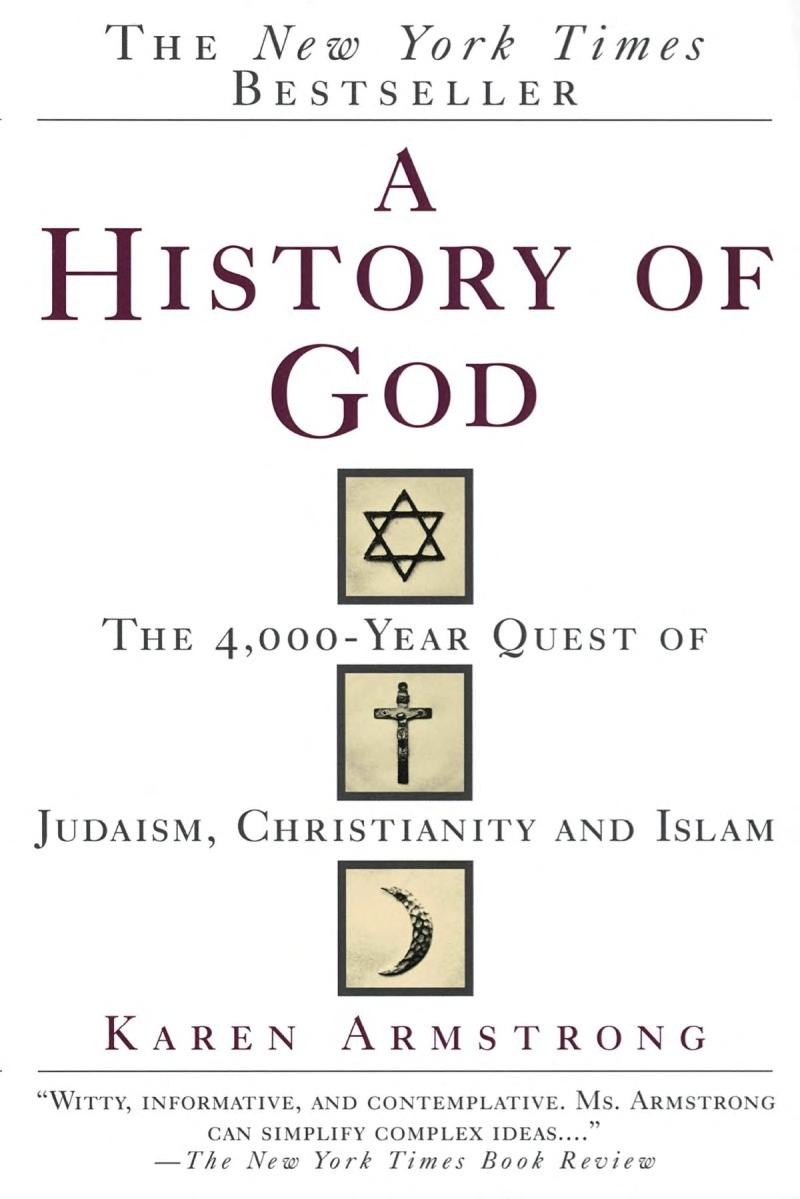 THE New York Times
BESTSELLER
A
HISTORY OF
GOD
THE 4,000-YEAR QUEST OF
JUDAISM, CHRISTIANITY AND ISLAM
KAREN ARMSTRONG
“WITTY, INFORMATIVE, AND CONTEMPLATIVE. MS. ARMSTRONG
CAN SIMPLIFY COMPLEX IDEAS....”
—The New York Times Book Review